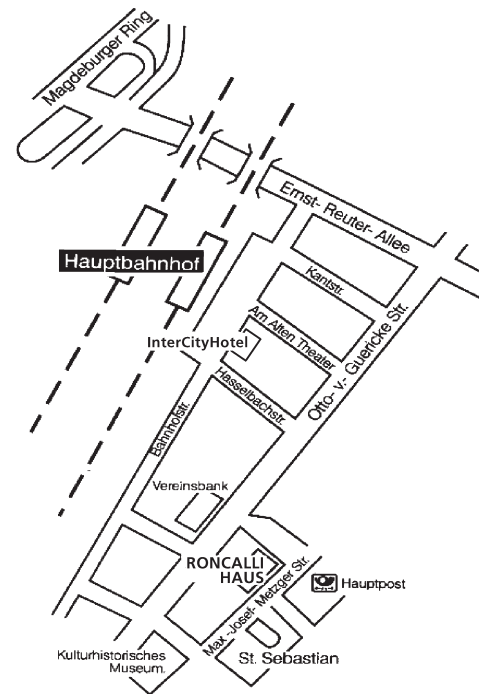 Magdeburger Ring
Ernst- Reuter- Allee
Hauptbahnhof
Kantstr.
Am Alten Theater
InterCityHotel
Otto- v.- Guericke Str.
Hasselbachstr.
Bahnhofstr.
Vereinsbank
RONCALLI
HAUS
Max -Josef- Metzger Str.
Hauptpost
Kulturhistorisches
Museum.
St. Sebastian